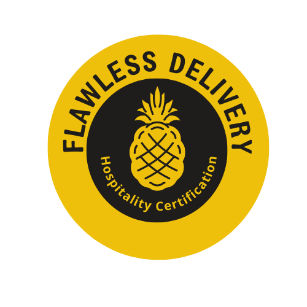 FLAWLESS DELIVERY
Hospitality Certification